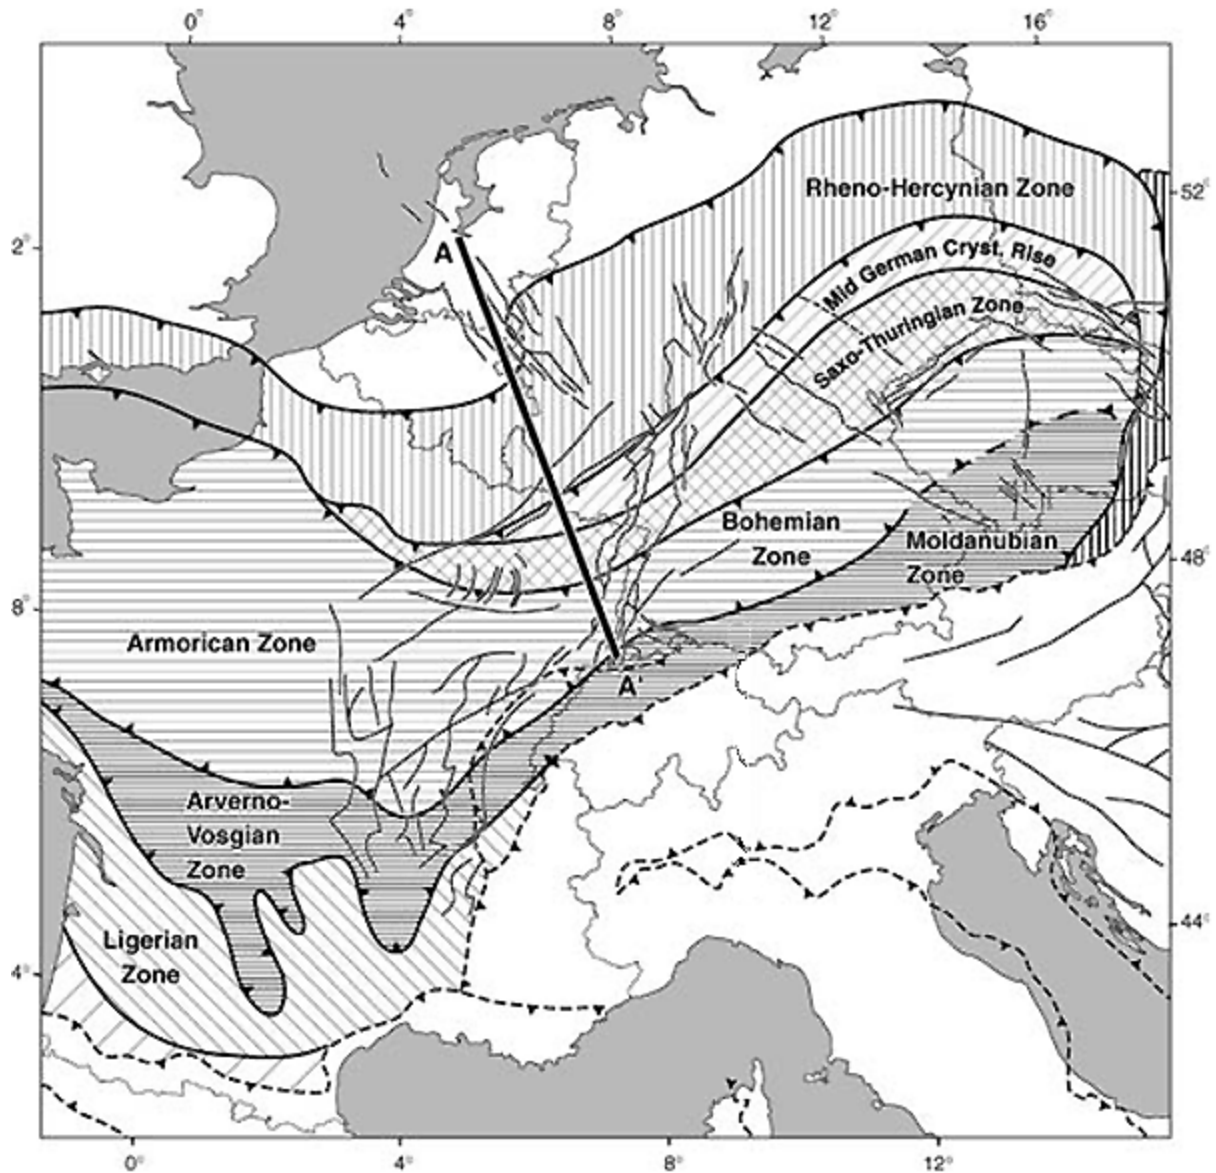 0° 4° 8° 12° 16°
Rheno-Hercynian Zone
52°
2°
A
Mid German Cryst. Rise
Saxo-Thuringian Zone
Bohemian
Zone
Moldanubian
Zone
48°
8°
Armorican Zone
A'
Arverno-
Vosgian
Zone
Ligerian
Zone
44°
4°
0° 4° 8° 12°